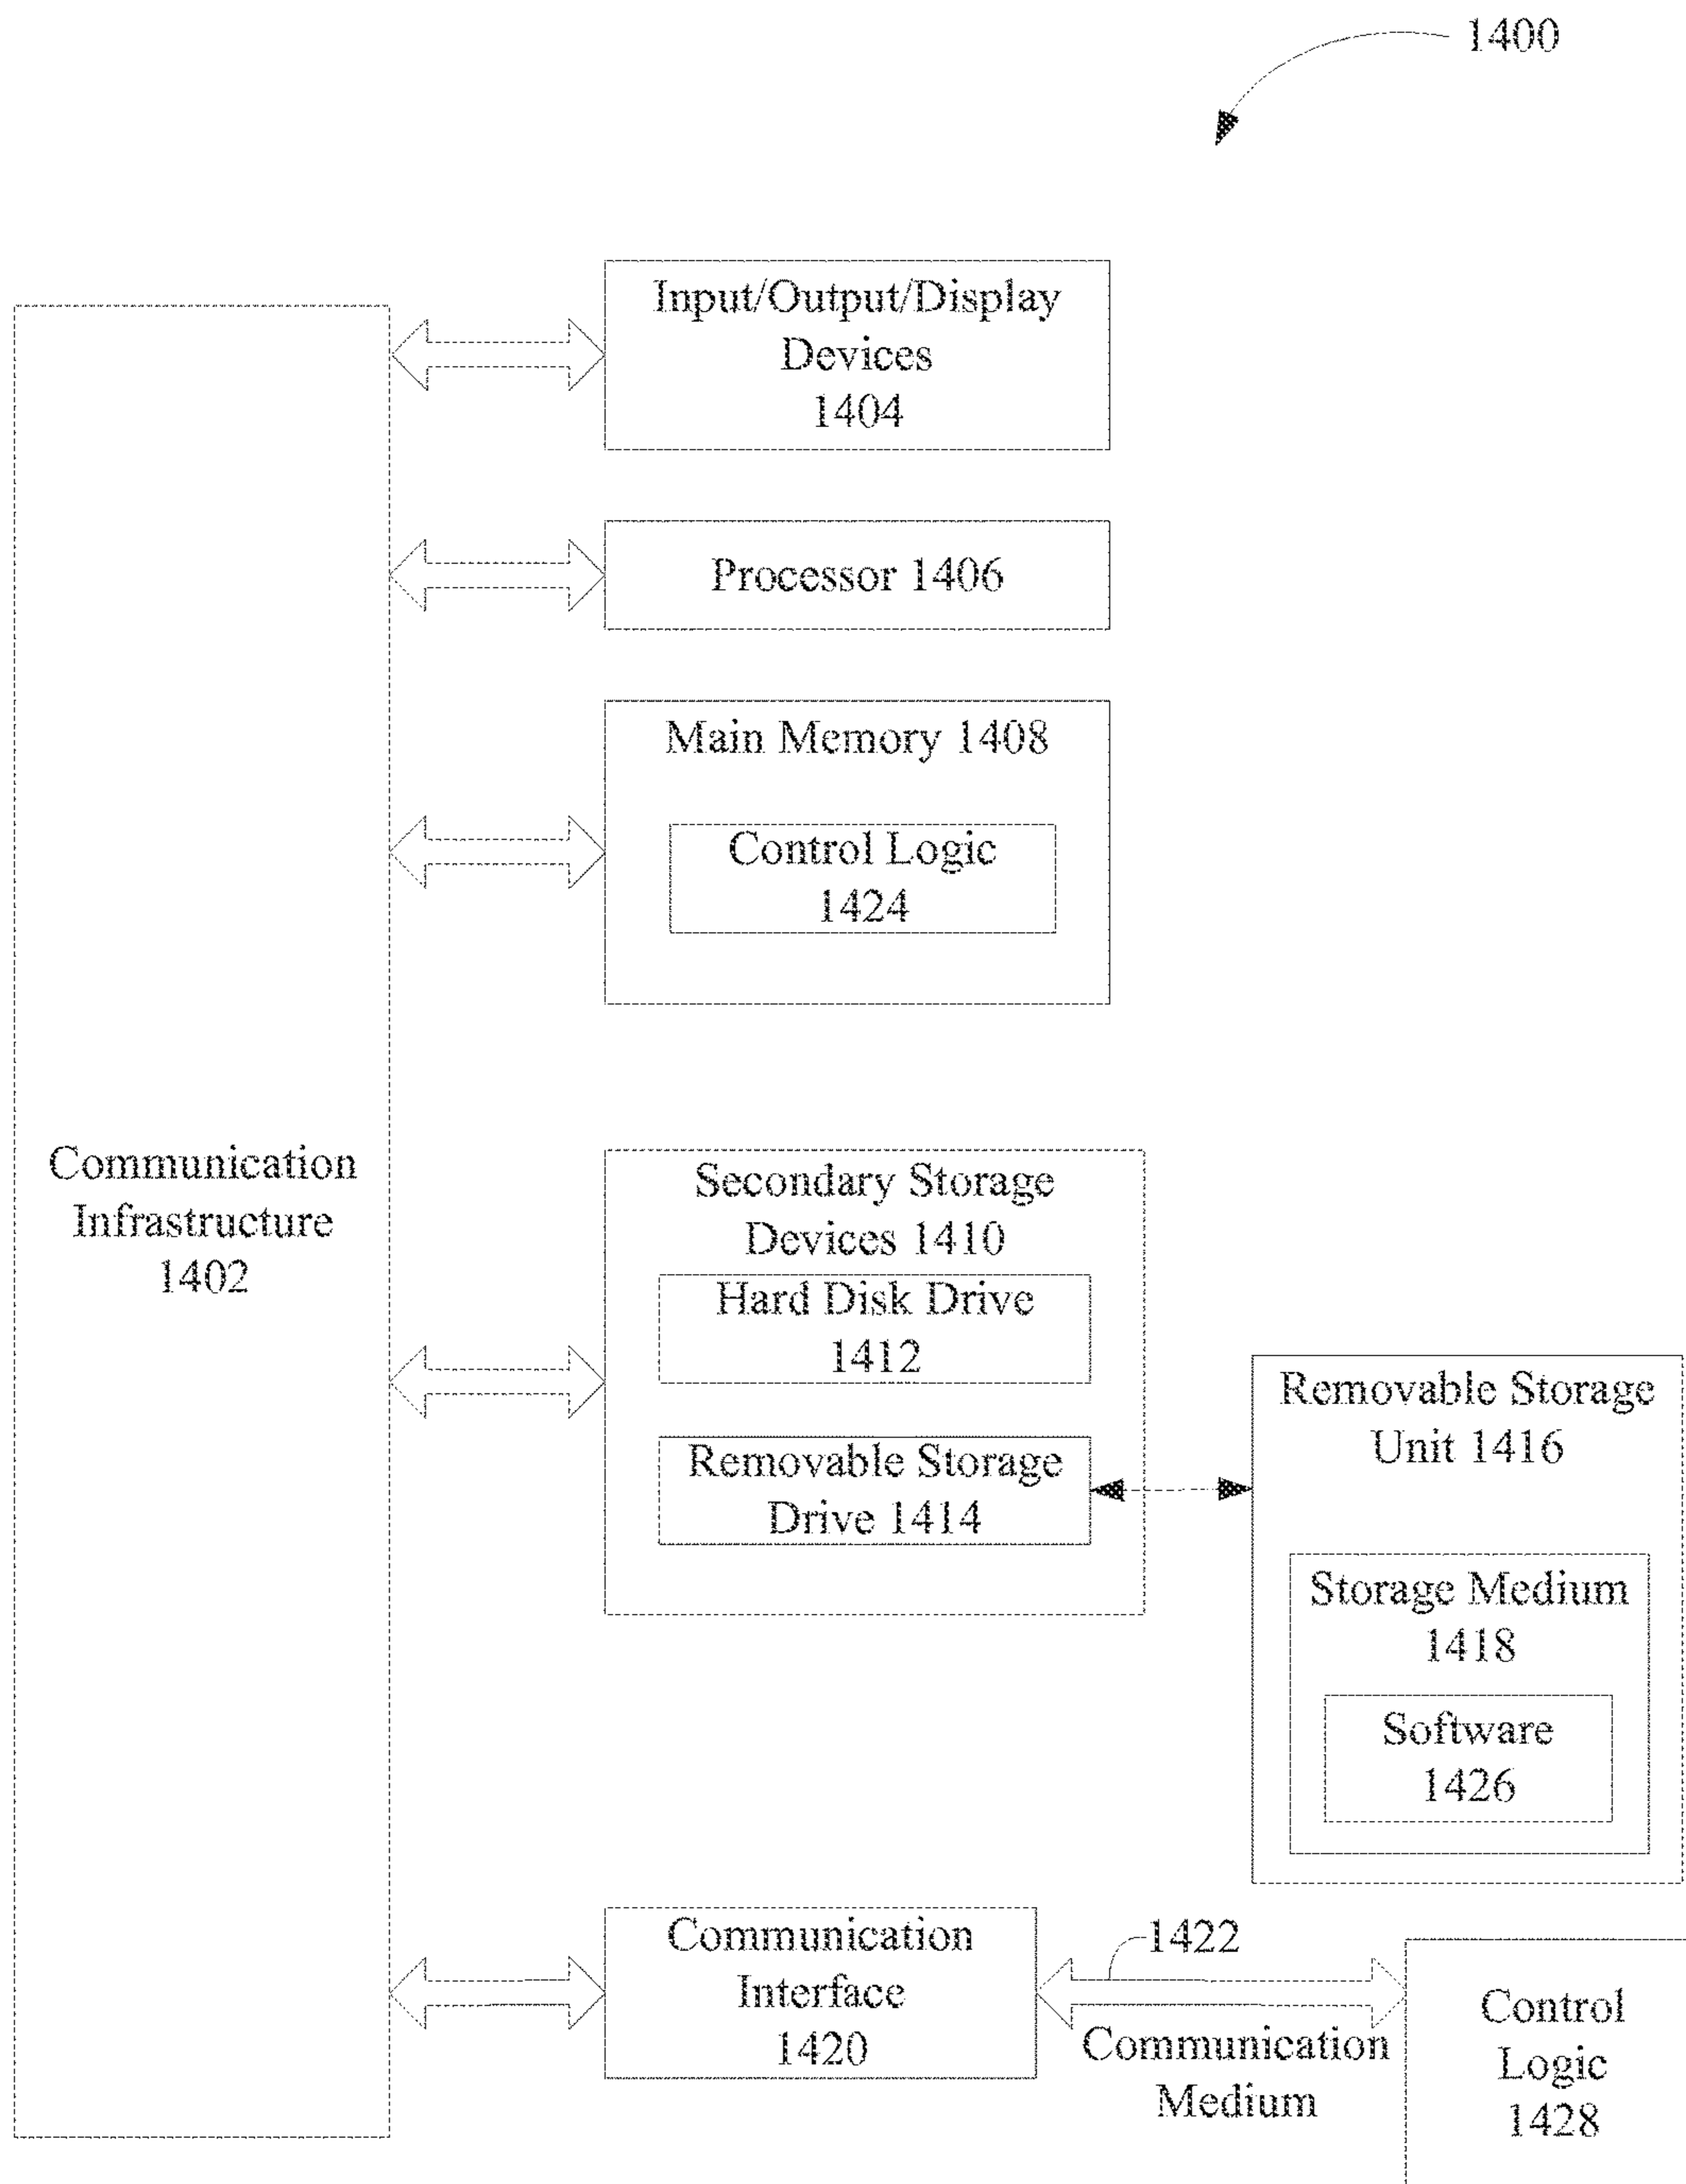 1400
Input/Output/Display
Devices
1404
Processor 1406
Main Memory 1408
Control Logic
1424
Communication
Infrastructure
1402
Secondary Storage
Devices 1410
Hard Disk Drive
1412
Removable Storage
Drive 1414
Removable Storage
Unit 1416
Storage Medium
1418
Software
1426
Communication
Interface
1420
1422
Communication
Medium
Control
Logic
1428